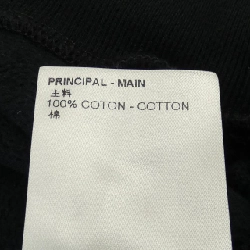 PRINCIPAL - MAIN
主料
100% COTON - COTTON
棉